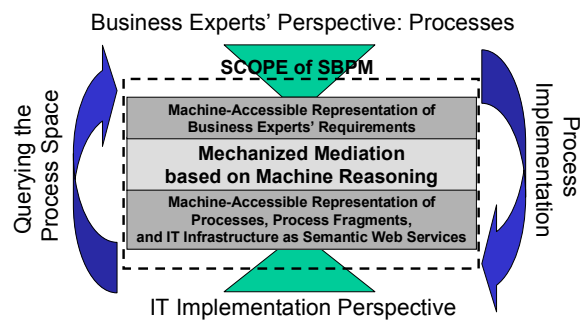 Business Experts' Perspective: Processes
SCOPE of SBPM
Querying the
Process Space
Machine-Accessible Representation of
Business Experts' Requirements
Mechanized Mediation
based on Machine Reasoning
Machine-Accessible Representation of
Processes, Process Fragments,
and IT Infrastructure as Semantic Web Services
Process
Implementation
IT Implementation Perspective